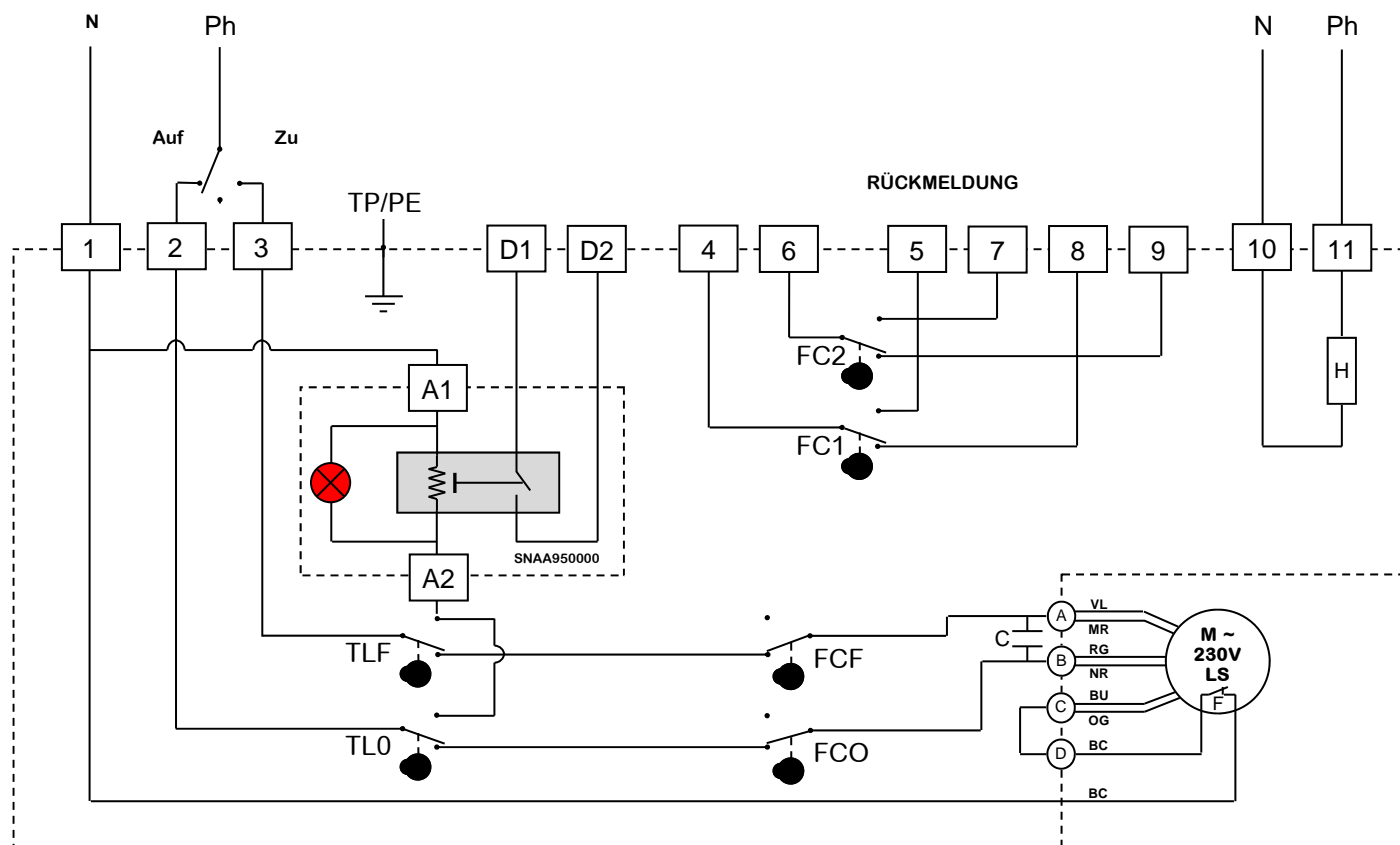 N
Ph
N
Ph
Auf
Zu
RÜCKMELDUNG
TP/PE
1
2
3
D1
D2
4
6
5
7
8
9
10
11
FC2
H
A1
FC1
SNAA950000
A2
A
VL
MR
M ~
230V
LS
TLF
FCF
C
B
RG
NR
F
C
BU
OG
TL0
FCO
D
BC
BC